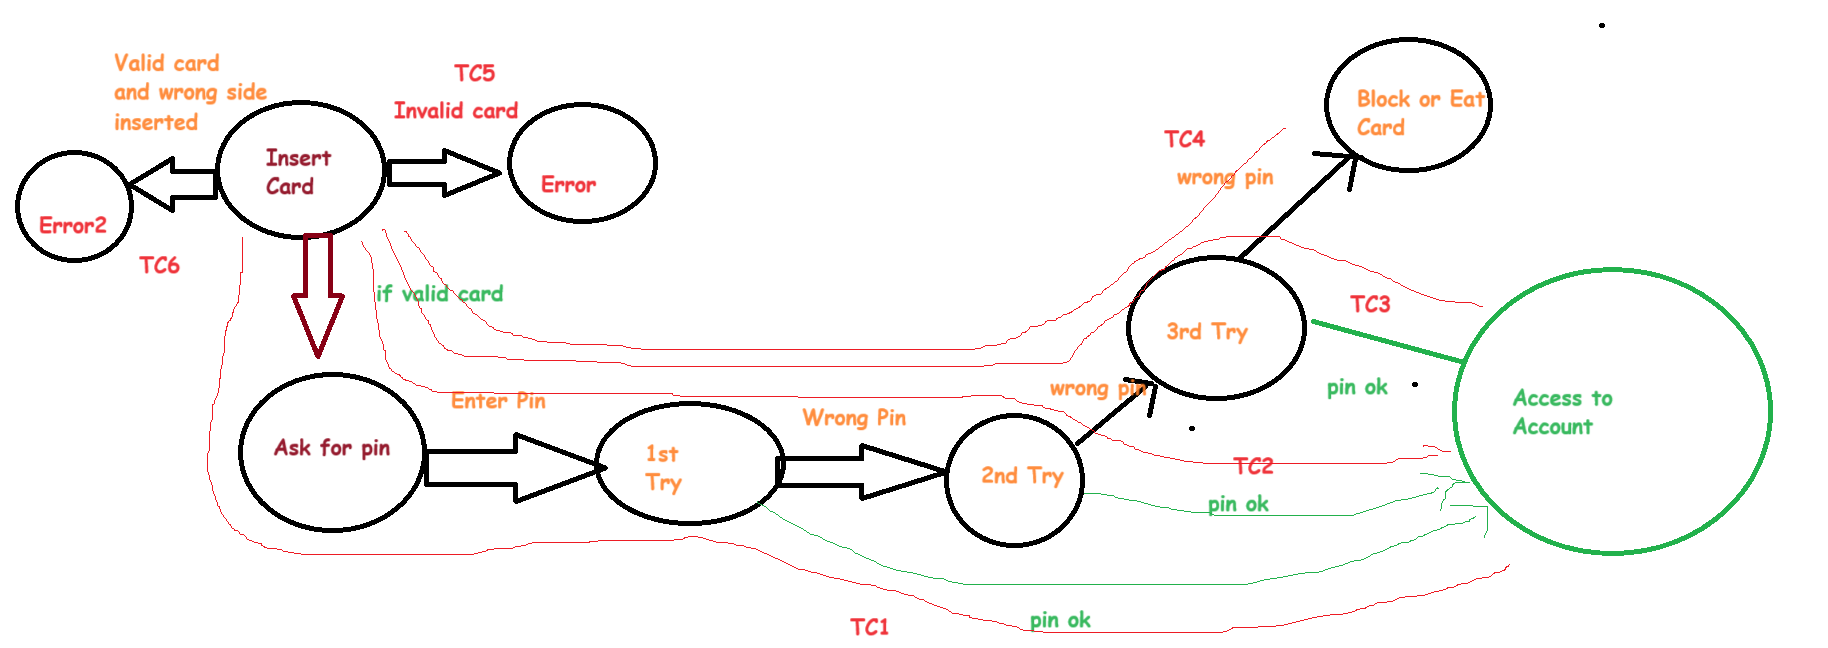 Valid card
and wrong side
inserted
TC5
Invalid card
Insert
Card
Error
Error2
TC6
if valid card
Block or Eat
Card
TC4
wrong pin
3rd Try
TC3
pin ok
Access to
Account
Ask for pin
Enter Pin
1st
Try
Wrong Pin
2nd Try
wrong pin
TC2
pin ok
TC1
pin ok